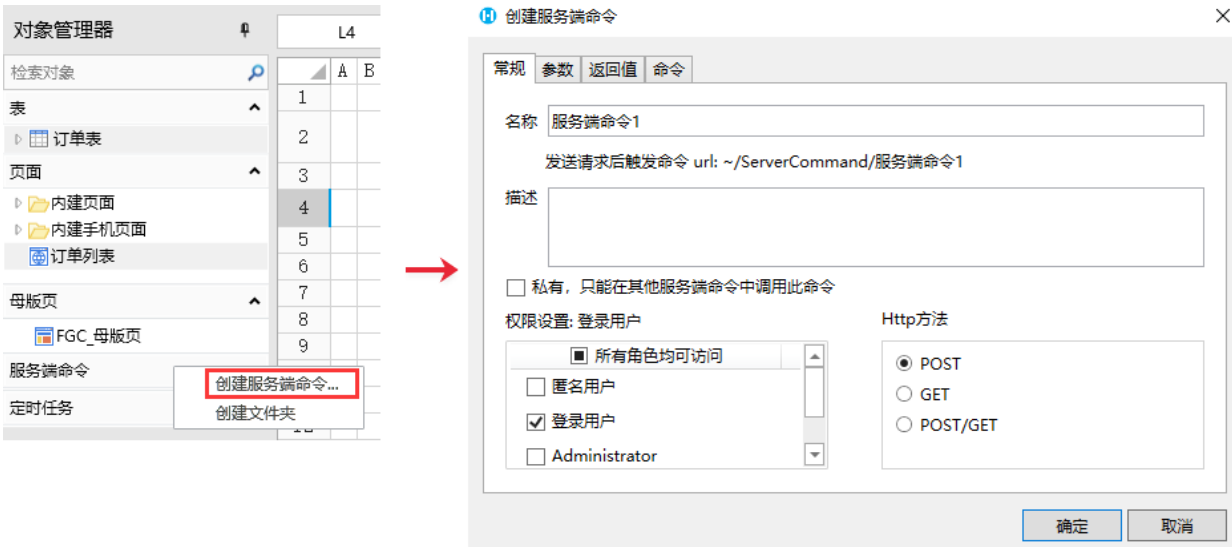 对象管理器
L4
检索对象
A B
表
1
订单表
2
页面
3
内建页面
4
内建手机页面
5
订单列表
6
7
母版页
8
FGC_母版页
9
服务端命令
创建服务端命令...
定时任务
创建文件夹
创建服务端命令
常规 参数 返回值 命令
名称 服务端命令1
发送请求后触发命令 url: ~/ServerCommand/服务端命令1
描述
私有，只能在其他服务端命令中调用此命令
权限设置: 登录用户
Http方法
所有角色均可访问
POST
匿名用户
GET
登录用户
POST/GET
Administrator
确定 取消